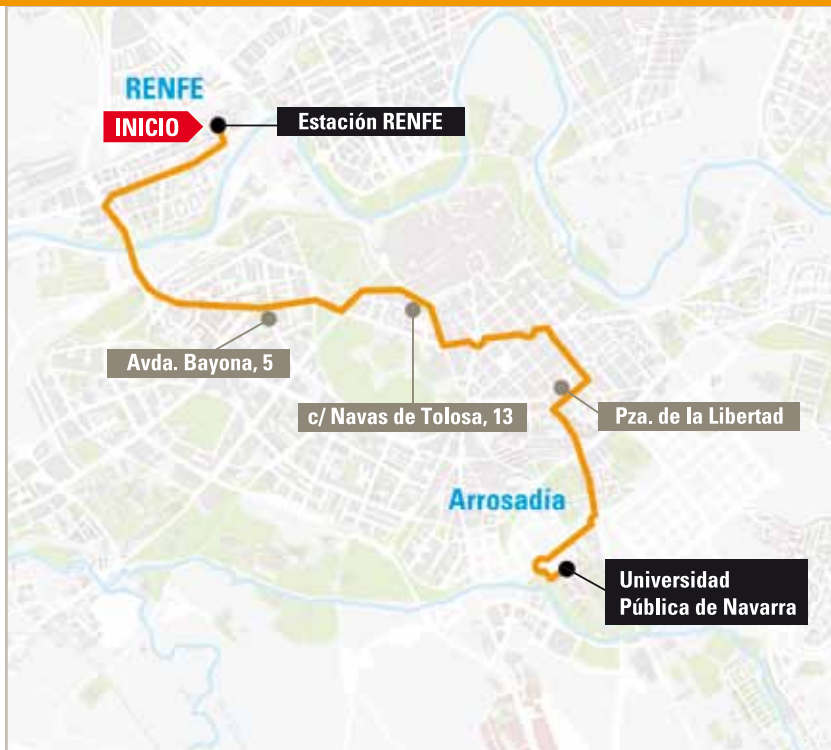 RENFE
INICIO
Estación RENFE
Avda. Bayona, 5
c/ Navas de Tolosa, 13
Pza. de la Libertad
Arrosadia
Universidad
Pública de Navarra